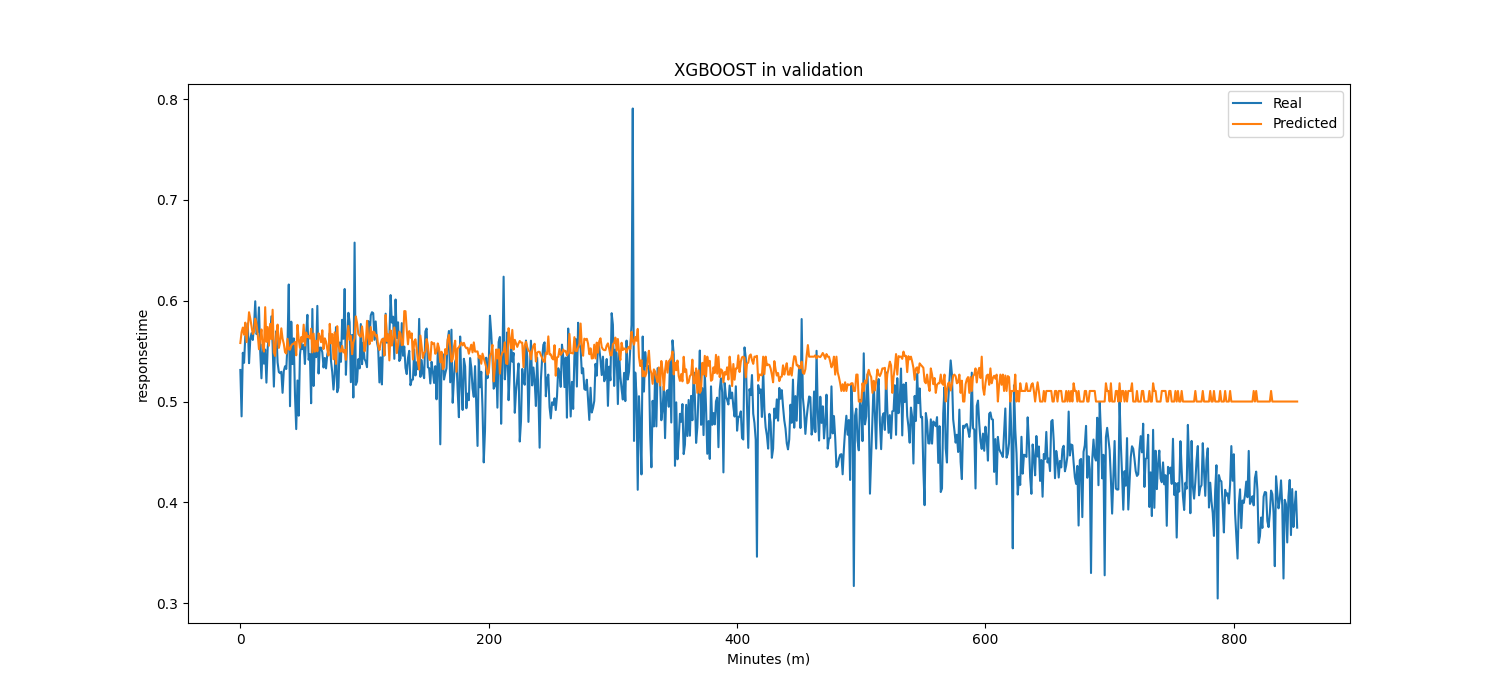 XGBOOST in validation
Real
Predicted
0.8
0.7
0.6
0.5
0.4
0.3
responsetime
0 200 400 600 800
Minutes (m)